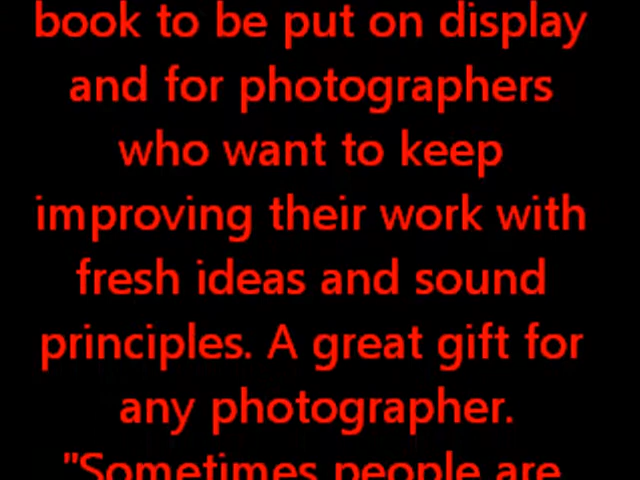 book to be put on display
and for photographers
who want to keep
improving their work with
fresh ideas and sound
principles. A great gift for
any photographer.
"Sometimes people are